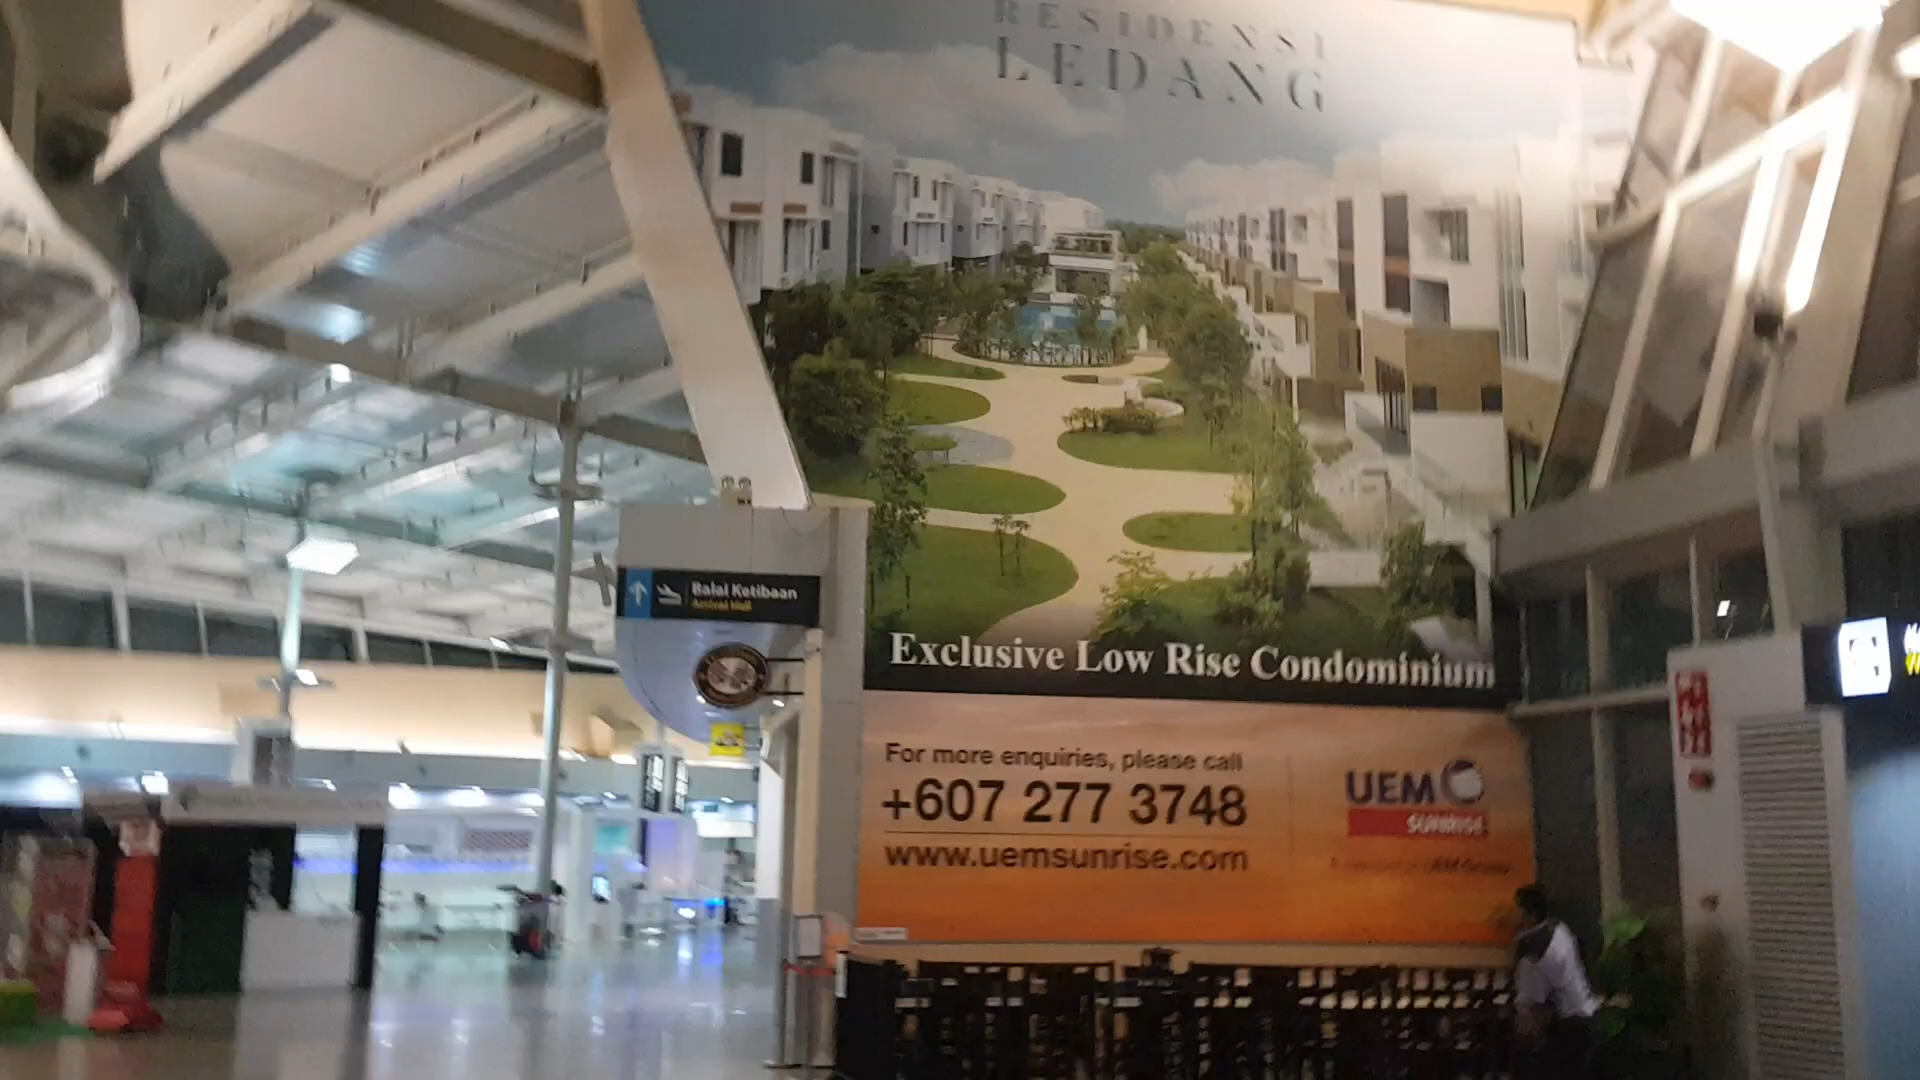 RESIDENSI
LEDANG
Balai Ketibaan
Arrival Hall
Exclusive Low Rise Condominium
For more enquiries, please call
+607 277 3748
www.uemsunrise.com
UEM
SUNRISE